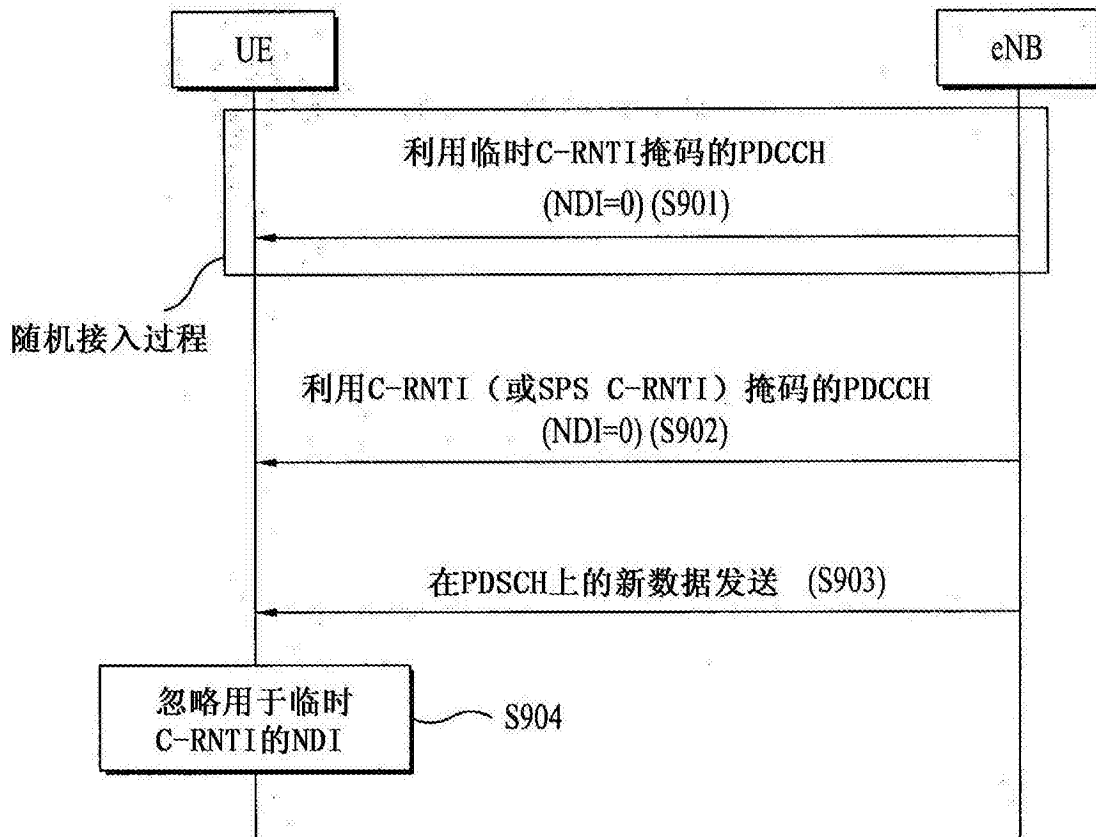 UE
eNB
利用临时C-RNTI掩码的PDCCH
(NDI=0) (S901)
随机接入过程
利用C-RNTI（或SPS C-RNTI）掩码的PDCCH
(NDI=0) (S902)
在PDSCH上的新数据发送 (S903)
忽略用于临时
C-RNTI的NDI
S904